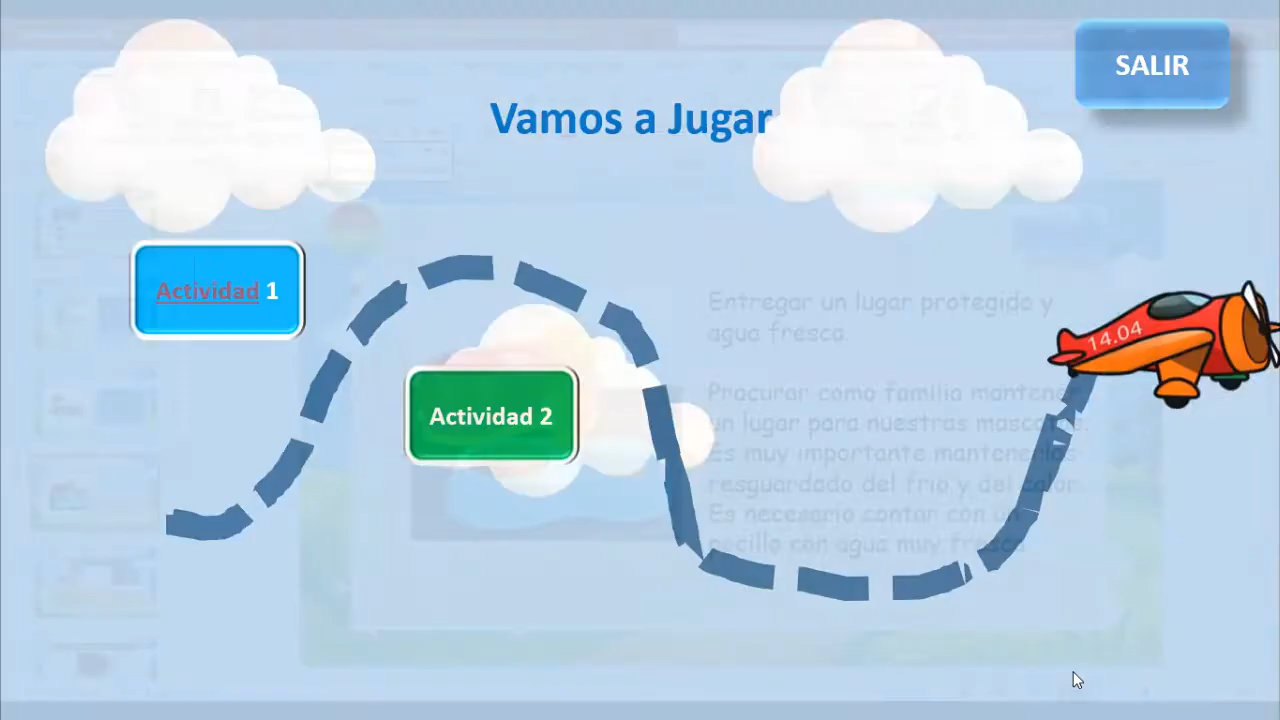 SALIR
Vamos a Jugar
Actividad 1
14.04
Actividad 2
Entregar un lugar protegido y
agua fresca.
Procurar como familia mantener
un lugar para nuestras mascotas.
Es muy importante mantenerlos
resguardado del frio y del calor.
Es necesario contar con un
pocillo con agua muy fresca